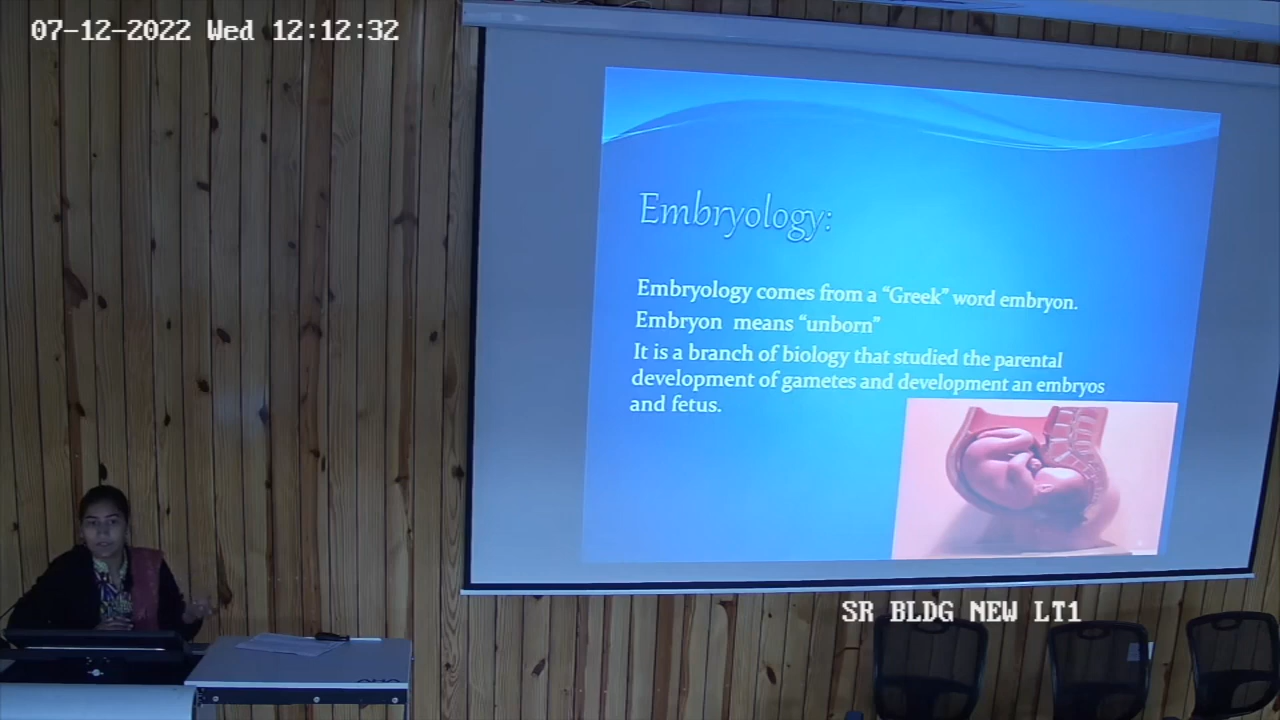 07-12-2022 Wed 12:12:32
Embryology:
Embryology comes from a “Greek” word embryon.
Embryon means “unborn”
It is a branch of biology that studied the parental
development of gametes and development an embryos
and fetus.
SR BLDG NEW LT1